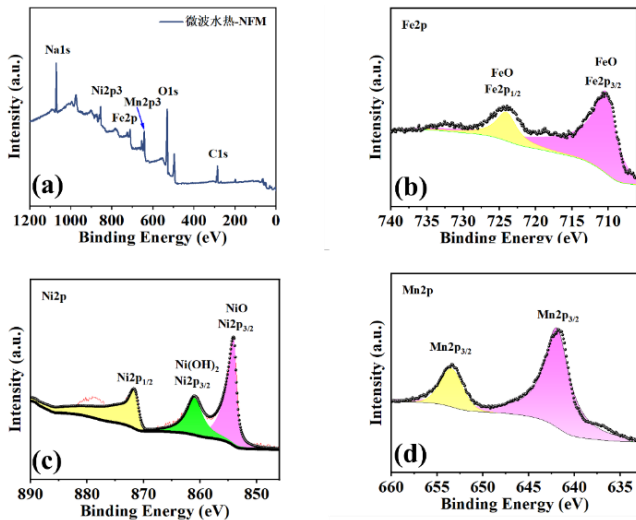 微波水热-NFM
Na1s
Ni2p3
Fe2p
Mn2p3
O1s
C1s
(a)
Intensity (a.u.)
1200 1000 800 600 400 200 0
Binding Energy (eV)
Fe2p
FeO
Fe2p1/2
FeO
Fe2p3/2
(b)
Intensity (a.u.)
740 735 730 725 720 715 710
Binding Energy (eV)
Ni2p
NiO
Ni2p3/2
Ni(OH)2
Ni2p3/2
Ni2p1/2
(c)
Intensity (a.u.)
890 880 870 860 850
Binding Energy (eV)
Mn2p
Mn2p3/2
Mn2p3/2
(d)
Intensity (a.u.)
660 655 650 645 640 635
Binding Energy (eV)